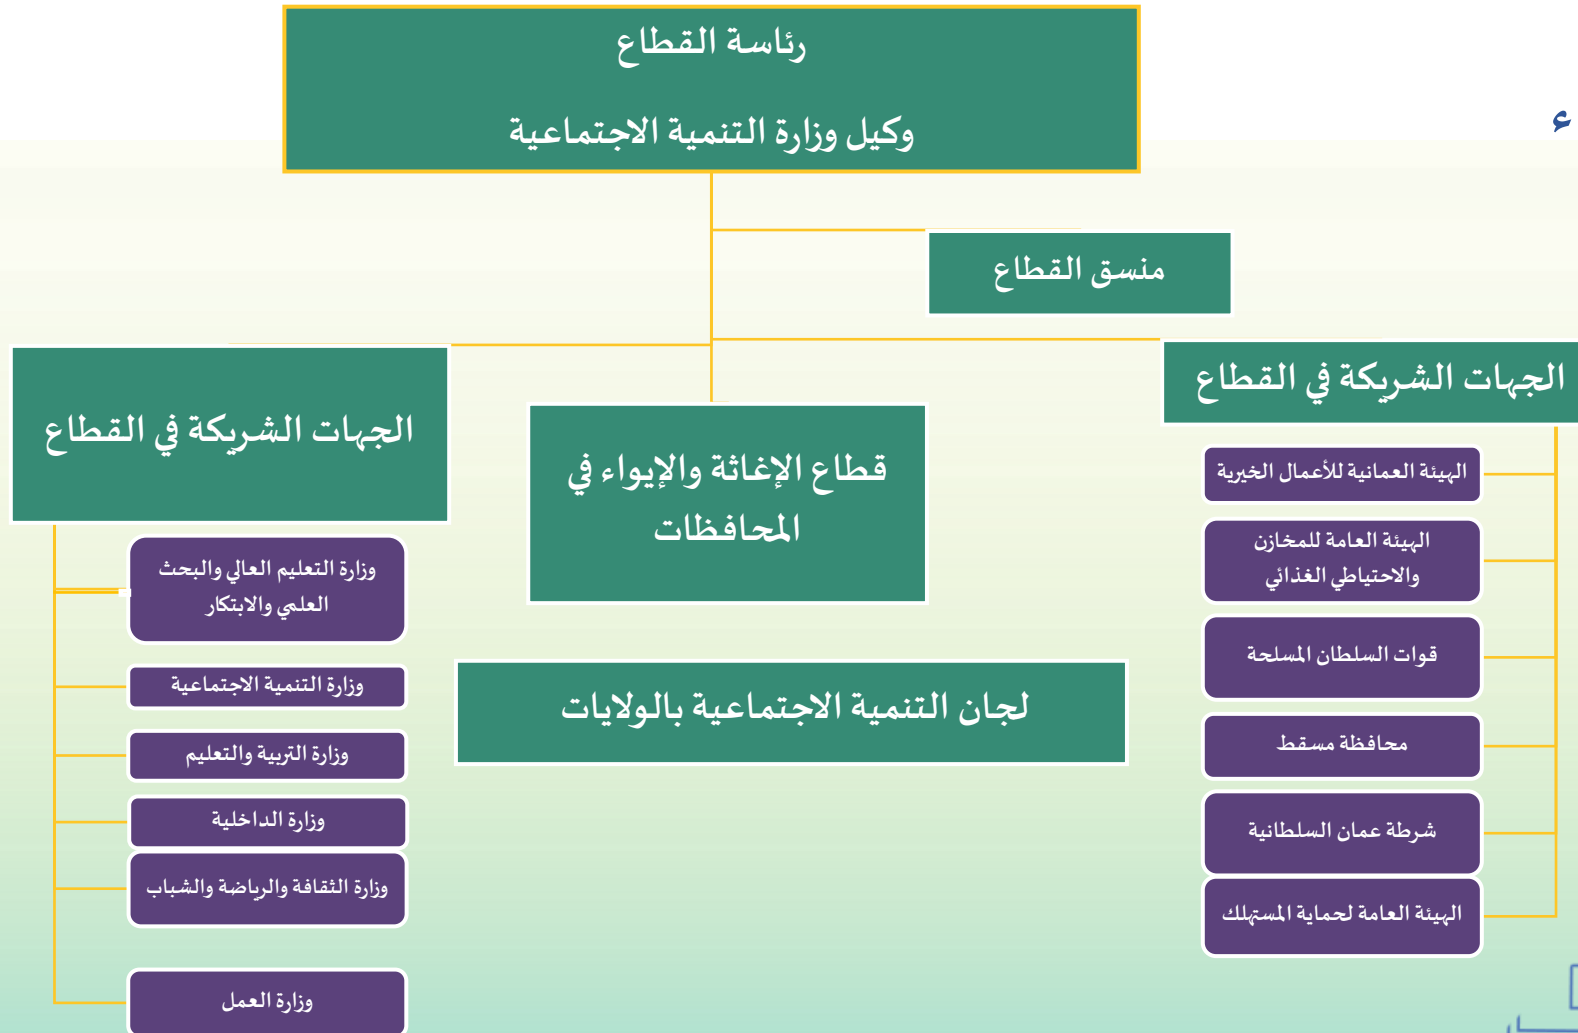 رئاسة القطاع
وكيل وزارة التنمية الاجتماعية
ء
منسق القطاع
الجهات الشريكة في القطاع
الهيئة العمانية للأعمال الخيرية
الهيئة العامة للمخازن
والاحتياطي الغذائي
قوات السلطان المسلحة
محافظة مسقط
شرطة عمان السلطانية
الهيئة العامة لحماية المستهلك
قطاع الإغاثة والإيواء في
المحافظات
لجان التنمية الاجتماعية بالولايات
الجهات الشريكة في القطاع
وزارة التعليم العالي والبحث
العلمي والابتكار
وزارة التنمية الاجتماعية
وزارة التربية والتعليم
وزارة الداخلية
وزارة الثقافة والرياضة والشباب
وزارة العمل